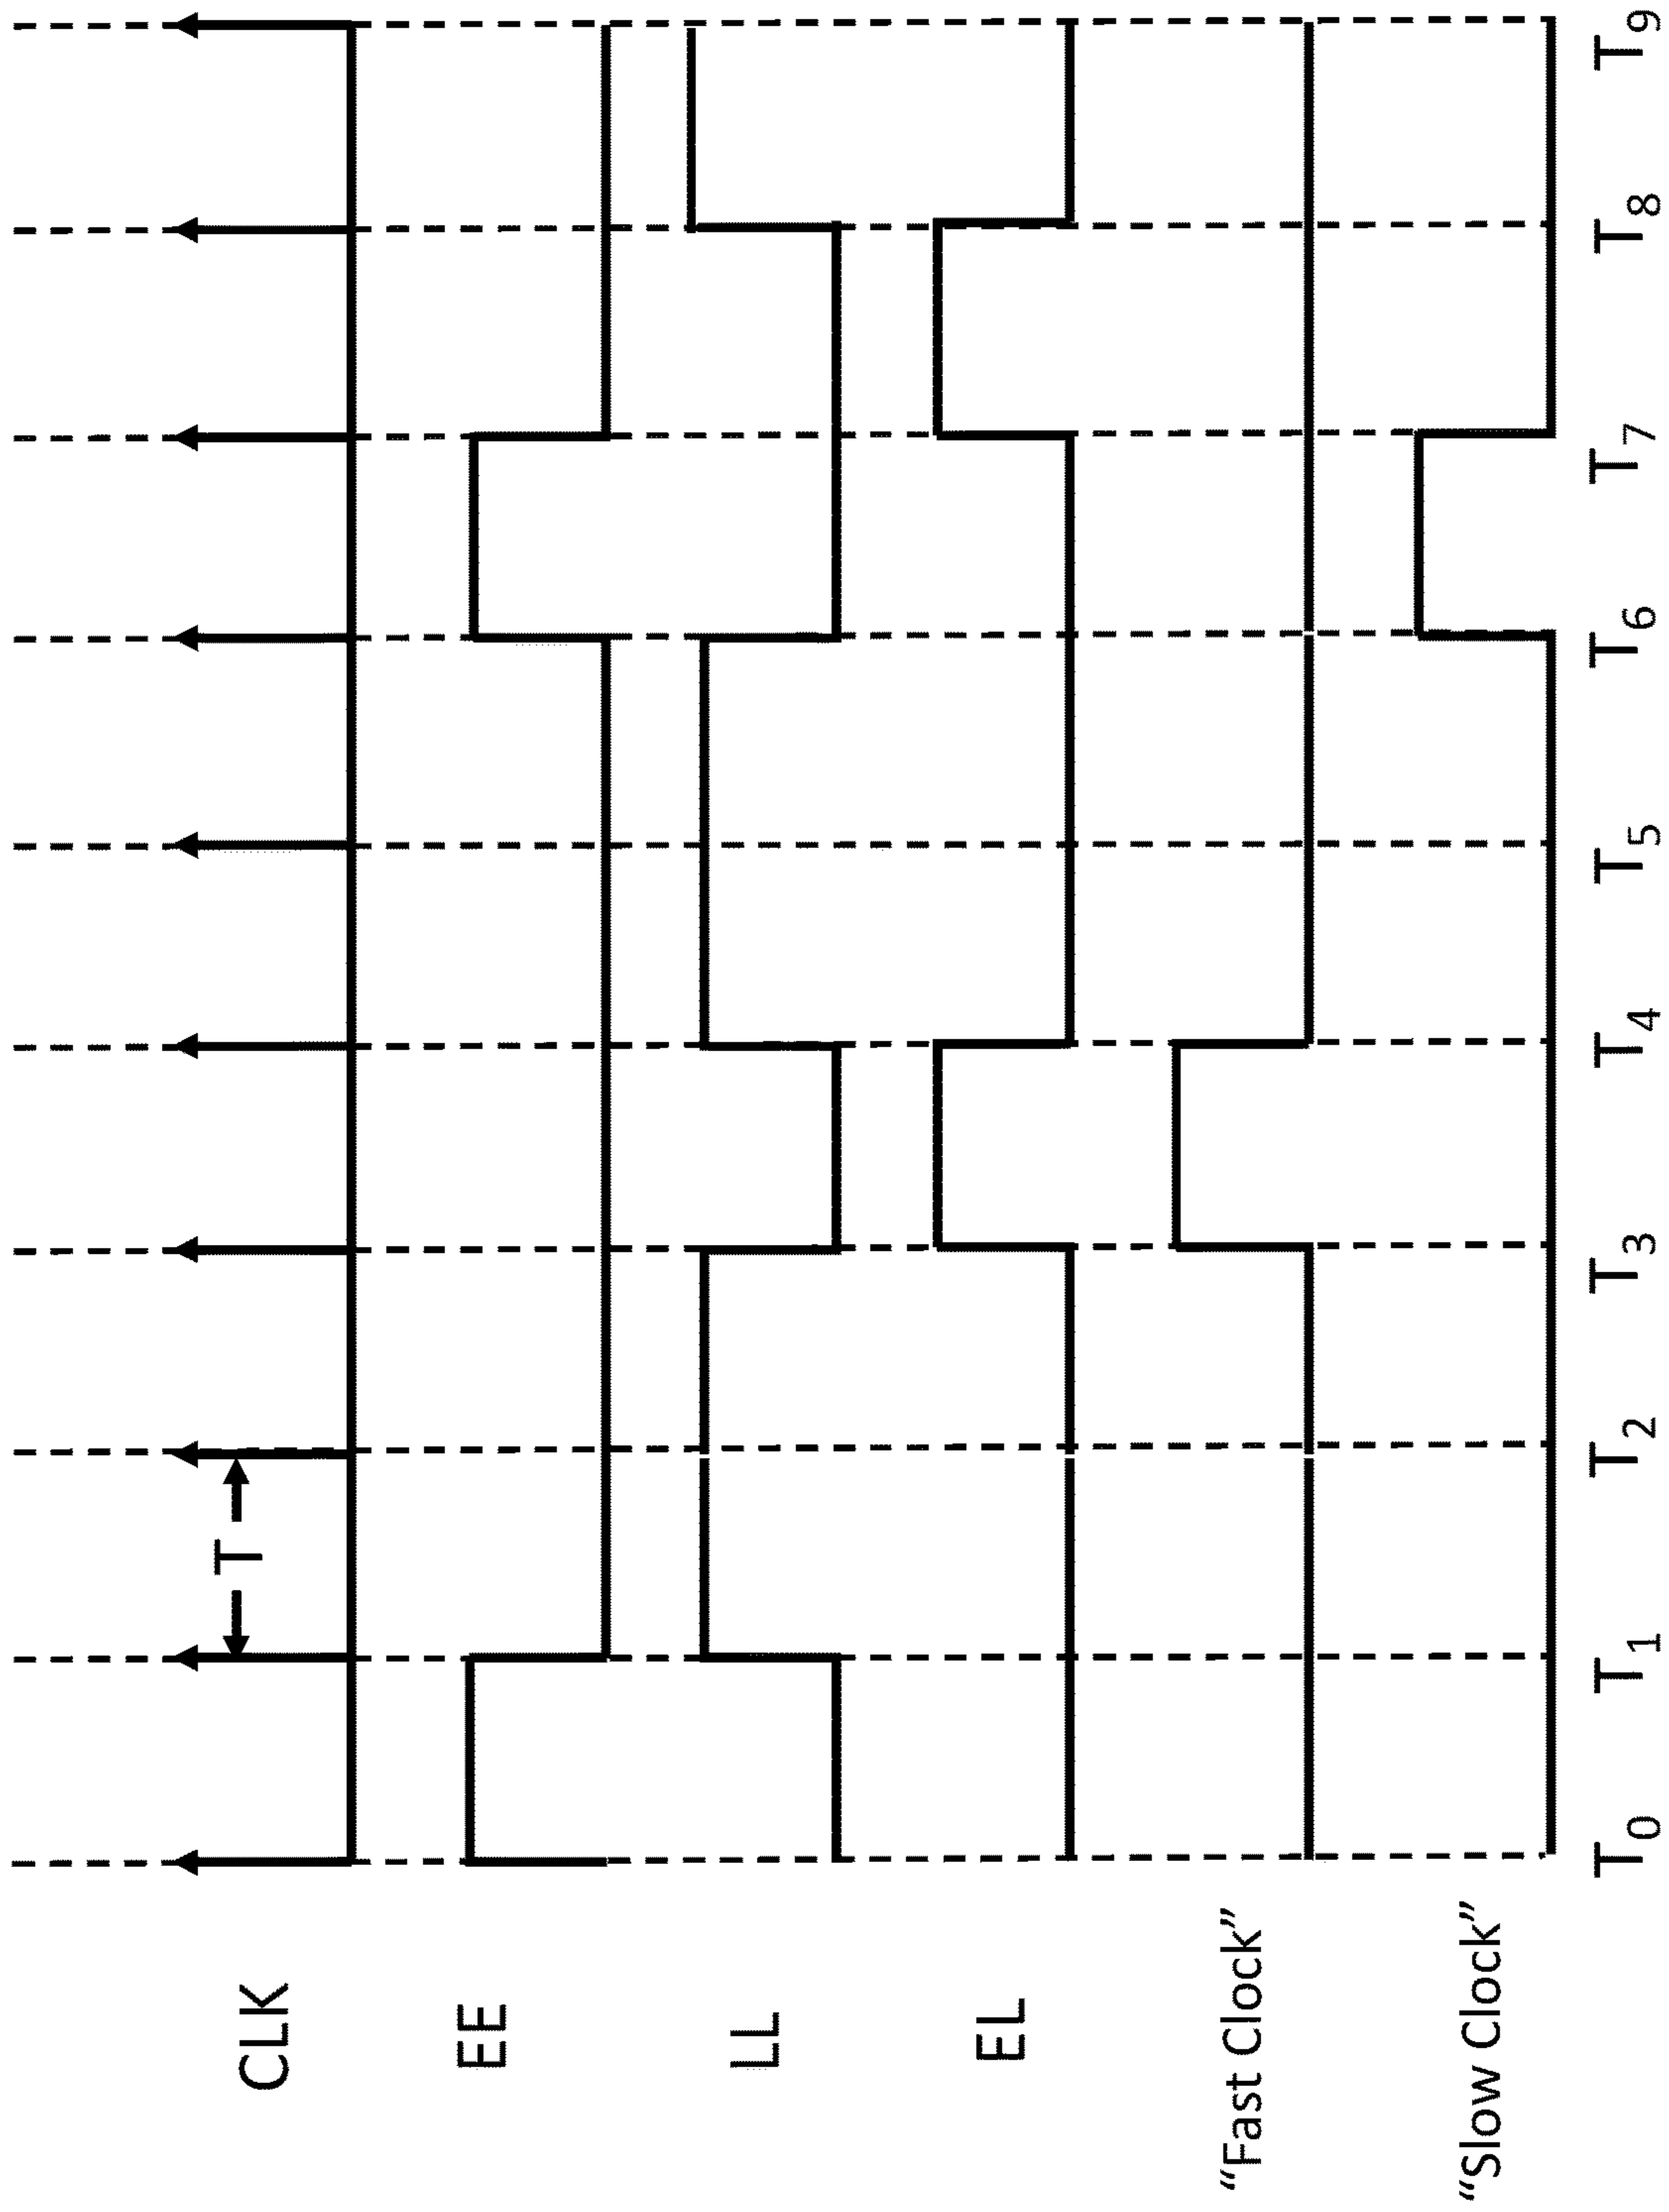 T
CLK
EE
LL
EL
“Fast Clock”
“Slow Clock”
T0 T1 T2 T3 T4 T5 T6 T7 T8 T9